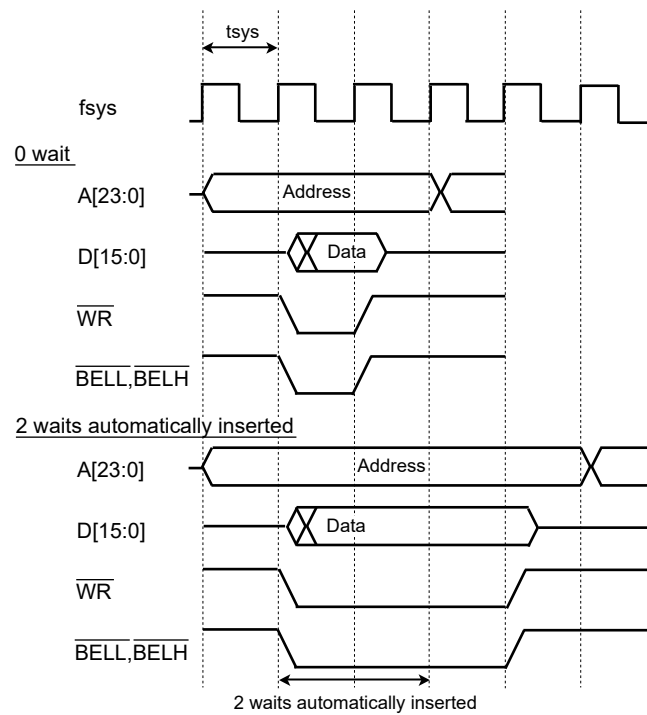 tsys
fsys
0 wait
A[23:0]
Address
D[15:0]
Data
WR
BELL,BELH
2 waits automatically inserted
A[23:0]
Address
D[15:0]
Data
WR
BELL,BELH
2 waits automatically inserted